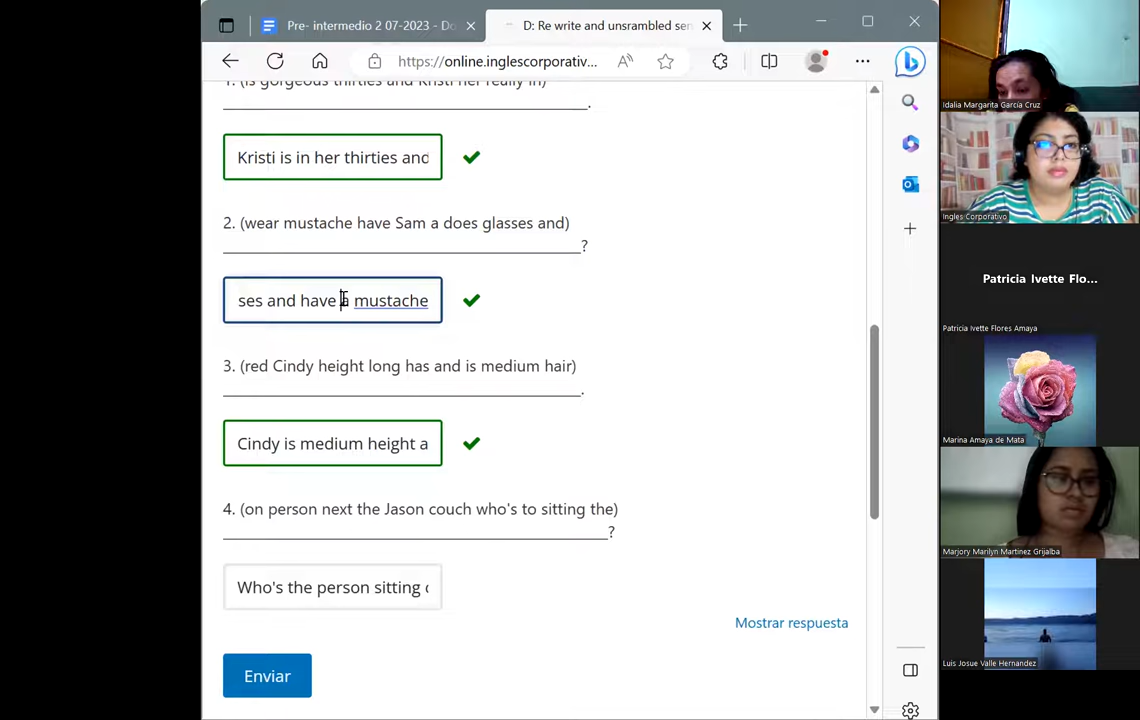 Pre- intermedio 2 07-2023 - Do
D: Re write and unsrambled sen
https://online.inglescorporativ...
1. (is gorgeous thirties and Kristi her really in)
.
Kristi is in her thirties and
2. (wear mustache have Sam a does glasses and)
?
ses and have a mustache
3. (red Cindy height long has and is medium hair)
.
Cindy is medium height a
4. (on person next the Jason couch who's to sitting the)
?
Who's the person sitting
Mostrar respuesta
Enviar
Idalia Margarita García Cruz
Ingles Corporativo
Patricia Ivette Flo...
Patricia Ivette Flores Amaya
Marina Amaya de Mata
Marjory Marilyn Martinez Grijalba
Luis Josue Valle Hernandez